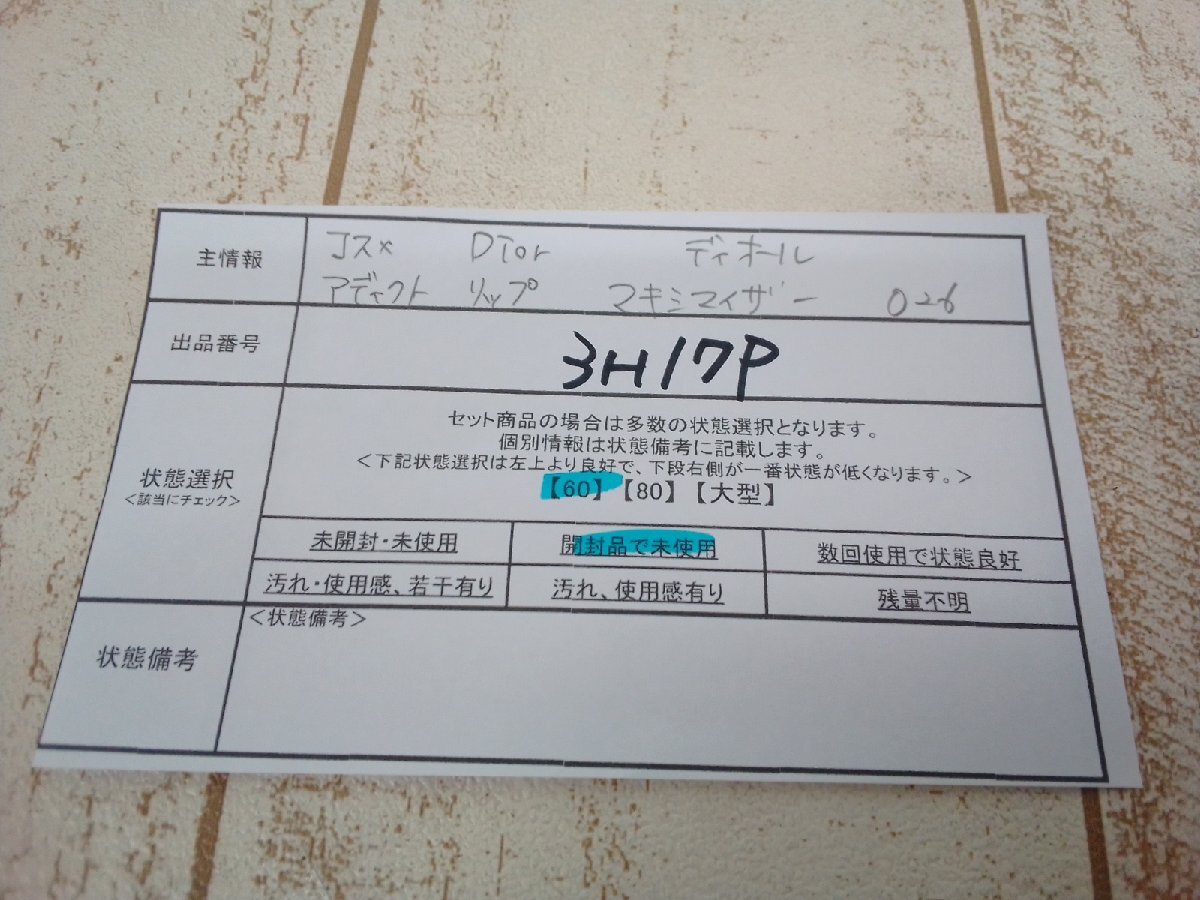 主情報
コスメ Dior ディオール
アディクト リップ マキシマイザー 026
出品番号
3H17P
状態選択
<該当にチェック>
セット商品の場合は多数の状態選択となります。
個別情報は状態備考に記載します。
<下記状態選択は左上より良好で、下段右側が一番状態が低くなります。>
【60】【80】【大型】
未開封・未使用 開封品で未使用 数回使用で状態良好
汚れ・使用感、若干有り 汚れ、使用感有り 残量不明
状態備考
<状態備考>